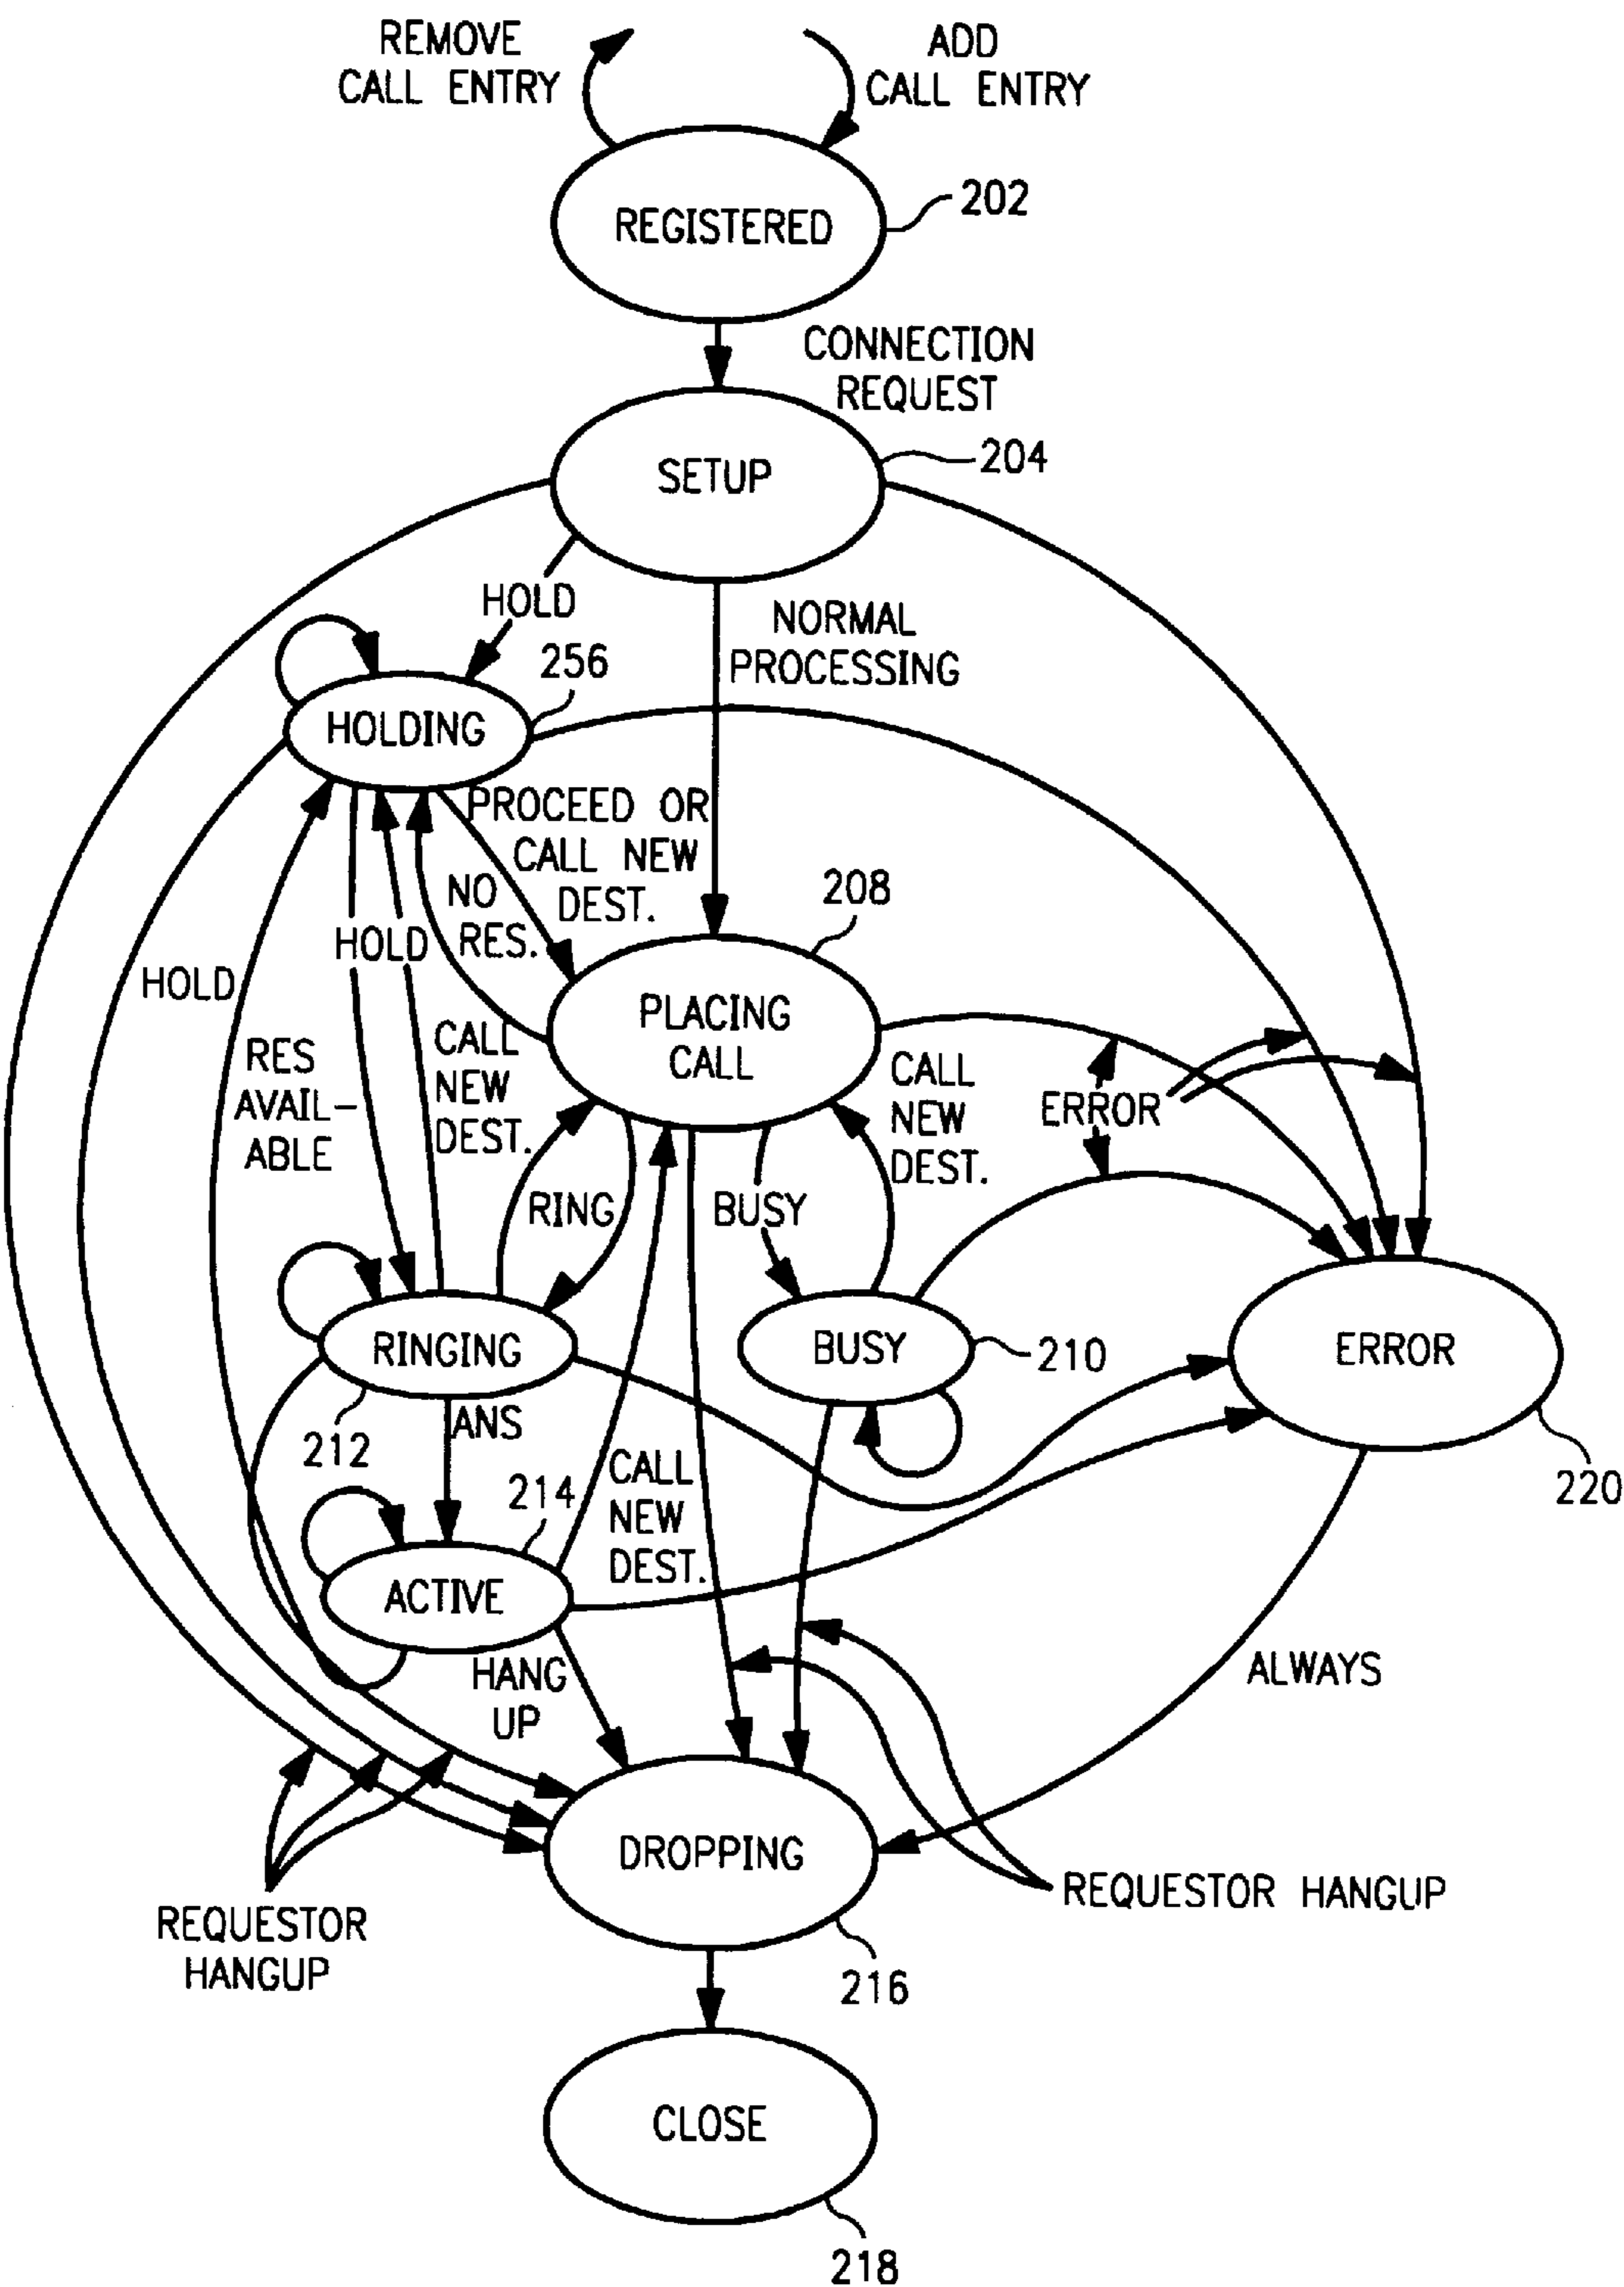 REMOVE
CALL ENTRY
ADD
CALL ENTRY
REGISTERED
202
CONNECTION
REQUEST
SETUP
204
HOLD
NORMAL
PROCESSING
256
HOLDING
PROCEED OR
CALL NEW
DEST.
NO
RES.
208
HOLD
HOLD
PLACING
CALL
RES
AVAIL-
ABLE
CALL
NEW
DEST.
CALL
NEW
DEST.
ERROR
RING
BUSY
RINGING
212
BUSY
210
ERROR
220
ANS
214
CALL
NEW
DEST.
ACTIVE
HANG
UP
ALWAYS
DROPPING
216
REQUESTOR
HANGUP
REQUESTOR HANGUP
CLOSE
218